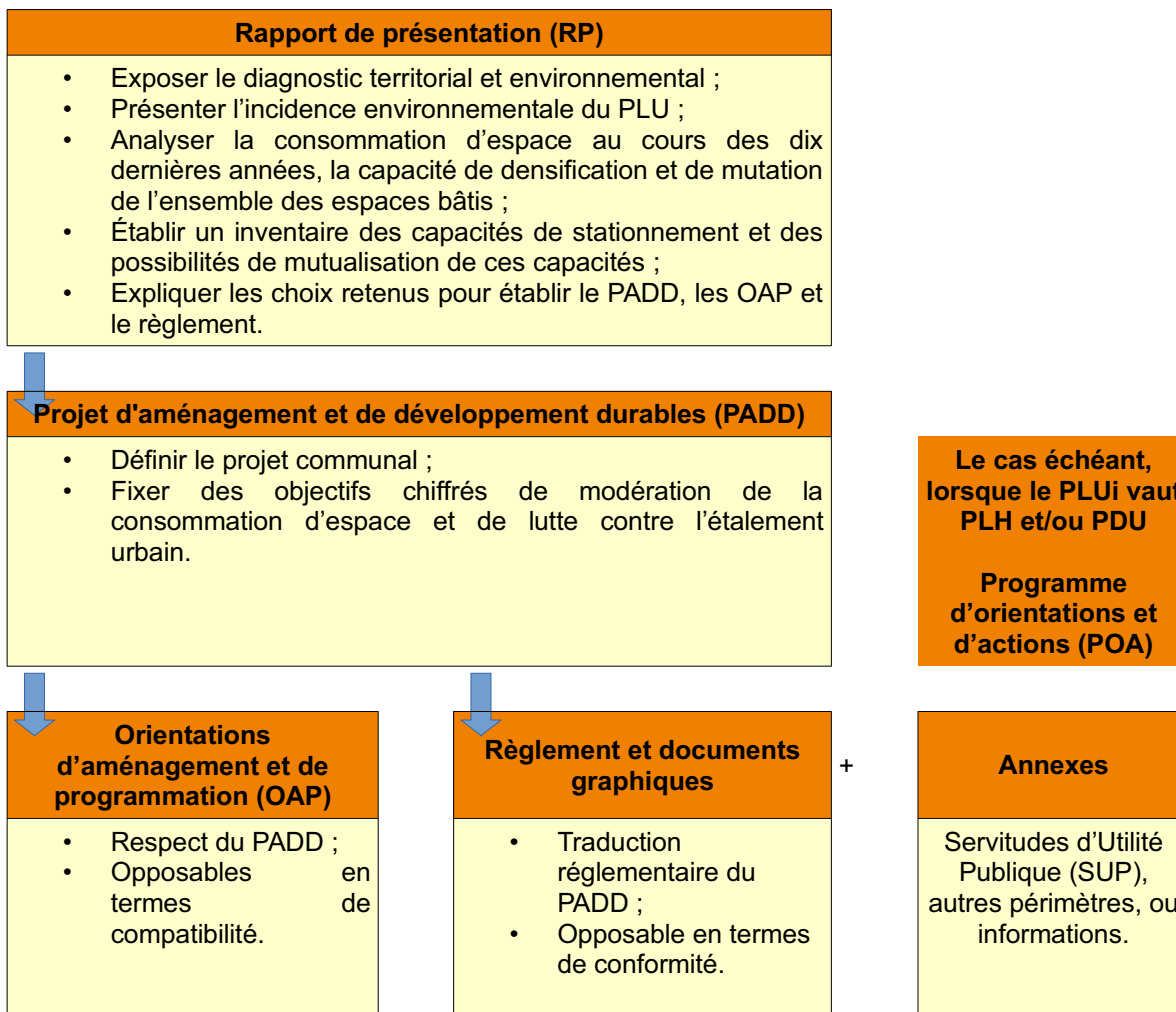 Rapport de présentation (RP)
• Exposer le diagnostic territorial et environnemental ;
• Présenter l’incidence environnementale du PLU ;
• Analyser la consommation d’espace au cours des dix
dernières années, la capacité de densification et de mutation
de l’ensemble des espaces bâtis ;
• Établir un inventaire des capacités de stationnement et des
possibilités de mutualisation de ces capacités ;
• Expliquer les choix retenus pour établir le PADD, les OAP et
le règlement.
Projet d'aménagement et de développement durables (PADD)
• Définir le projet communal ;
• Fixer des objectifs chiffrés de modération de la
consommation d’espace et de lutte contre l’étalement
urbain.
Le cas échéant,
lorsque le PLUi vaut
PLH et/ou PDU
Programme
d’orientations et
d’actions (POA)
Orientations
d’aménagement et de
programmation (OAP)
• Respect du PADD ;
• Opposables en
termes de
compatibilité.
Règlement et documents
graphiques
• Traduction
réglementaire du
PADD ;
• Opposable en termes
de conformité.
+
Annexes
Servitudes d’Utilité
Publique (SUP),
autres périmètres, ou
informations.